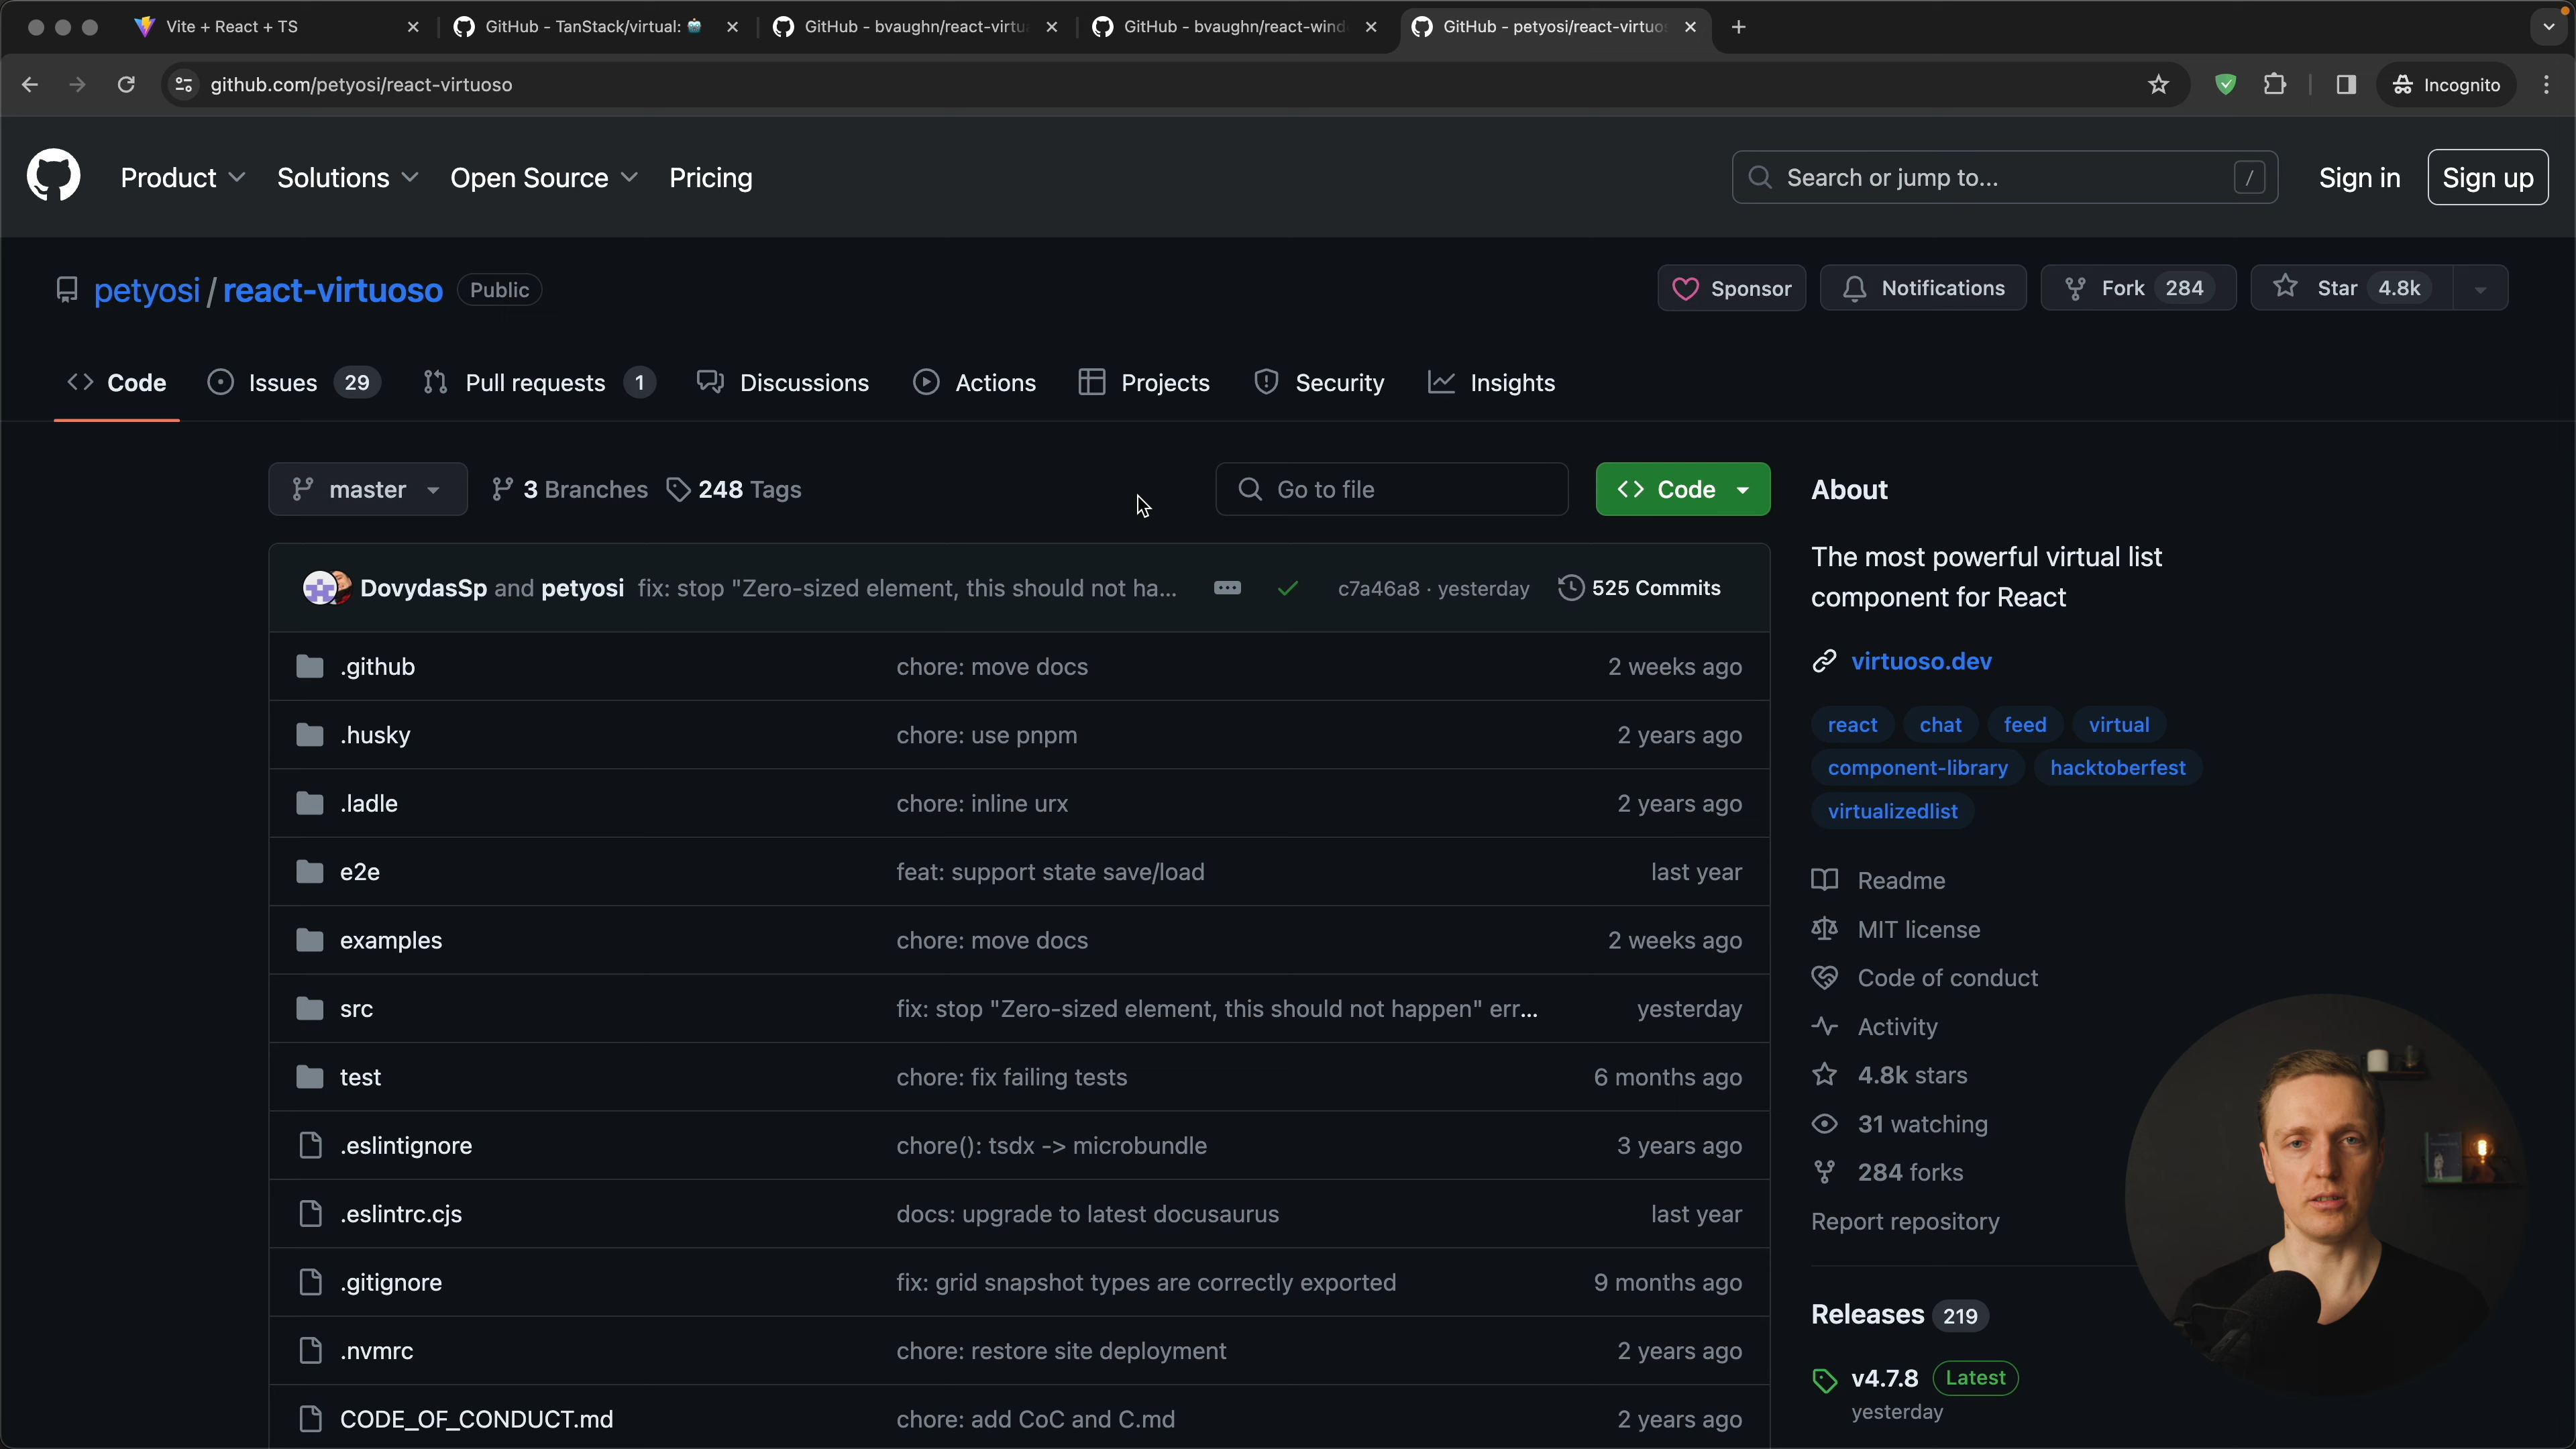 Vite + React + TS
GitHub - TanStack/virtual:
GitHub - bvaughn/react-virtu
GitHub - bvaughn/react-wind
GitHub - petyosi/react-virtuo
github.com/petyosi/react-virtuoso
Incognito
Product
Solutions
Open Source
Pricing
Search or jump to...
/
Sign in
Sign up
petyosi / react-virtuoso
Public
Sponsor
Notifications
Fork 284
Star 4.8k
Code
Issues 29
Pull requests 1
Discussions
Actions
Projects
Security
Insights
master
3 Branches
248 Tags
Go to file
Code
DovydasSp and petyosi fix: stop "Zero-sized element, this should not ha...
c7a46a8 · yesterday
525 Commits
.github chore: move docs 2 weeks ago
.husky chore: use pnpm 2 years ago
.ladle chore: inline urx 2 years ago
e2e feat: support state save/load last year
examples chore: move docs 2 weeks ago
src fix: stop "Zero-sized element, this should not happen" err... yesterday
test chore: fix failing tests 6 months ago
.eslintignore chore(): tsdx -> microbundle 3 years ago
.eslintrc.cjs docs: upgrade to latest docusaurus last year
.gitignore fix: grid snapshot types are correctly exported 9 months ago
.nvmrc chore: restore site deployment 2 years ago
CODE_OF_CONDUCT.md chore: add CoC and C.md 2 years ago
About
The most powerful virtual list
component for React
virtuoso.dev
react chat feed virtual
component-library hacktoberfest
virtualizedlist
Readme
MIT license
Code of conduct
Activity
4.8k stars
31 watching
284 forks
Report repository
Releases 219
v4.7.8 Latest
yesterday